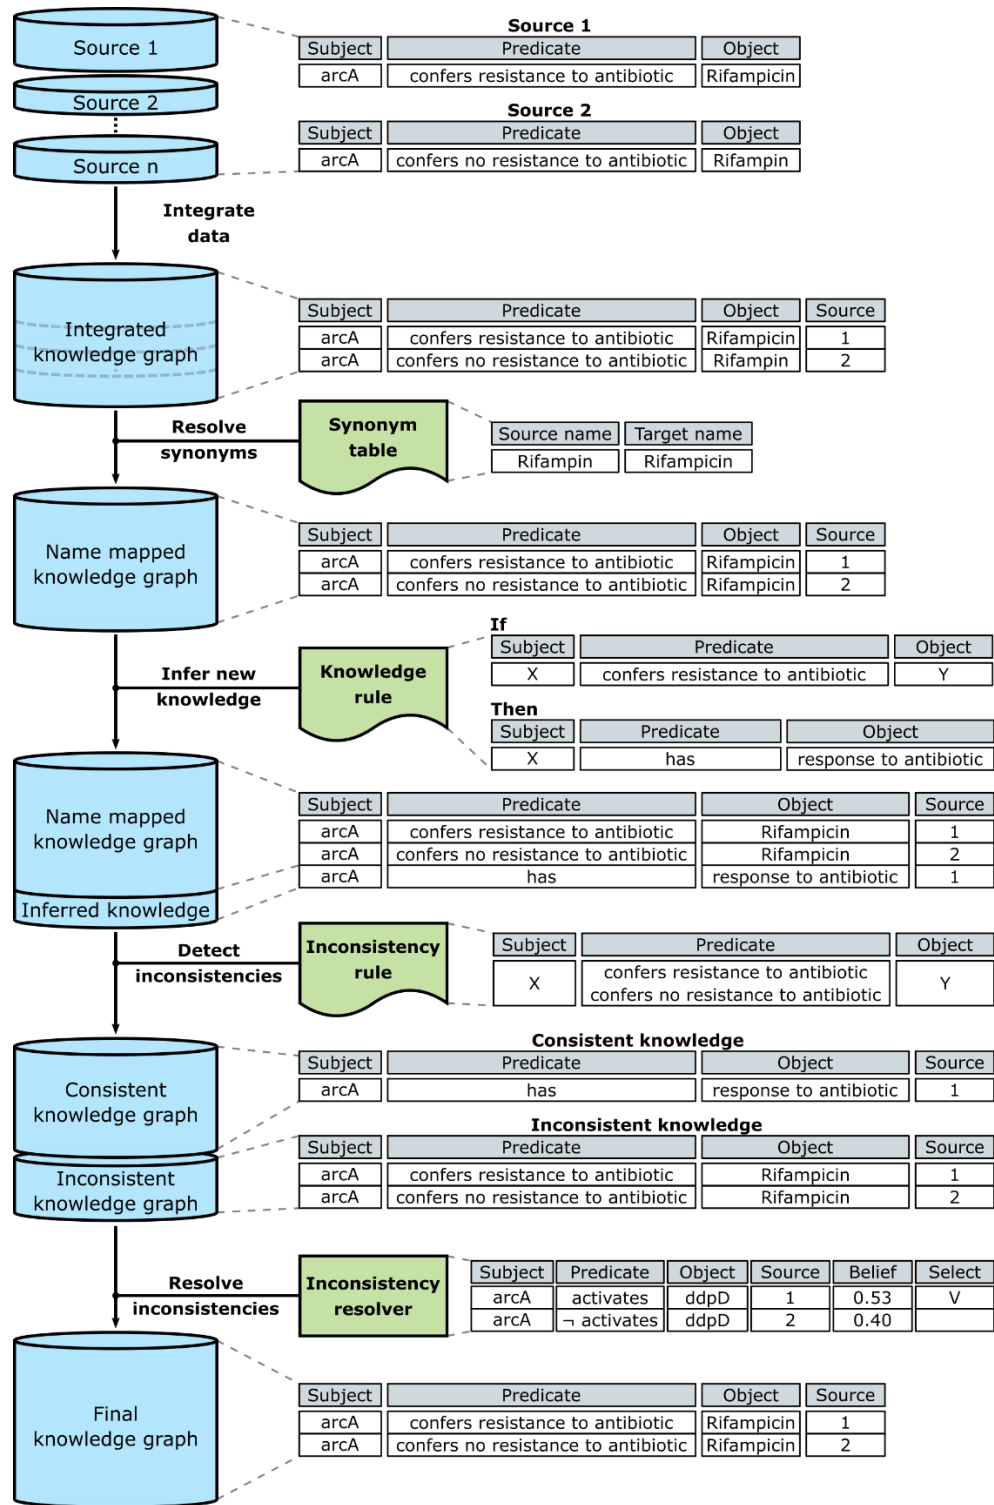 Source 1
Source 2
Source n
Source 1
Subject Predicate Object
arcA confers resistance to antibiotic Rifampicin
Source 2
Subject Predicate Object
arcA confers no resistance to antibiotic Rifampin
Integrate
data
Integrated
knowledge graph
Subject Predicate Object Source
arcA confers resistance to antibiotic Rifampicin 1
arcA confers no resistance to antibiotic Rifampin 2
Resolve
synonyms
Synonym
table
Source name Target name
Rifampin Rifampicin
Name mapped
knowledge graph
Subject Predicate Object Source
arcA confers resistance to antibiotic Rifampicin 1
arcA confers no resistance to antibiotic Rifampicin 2
Infer new
knowledge
Knowledge
rule
If
Subject Predicate Object
X confers resistance to antibiotic Y
Then
Subject Predicate Object
X has response to antibiotic
Name mapped
knowledge graph
Inferred knowledge
Subject Predicate Object Source
arcA confers resistance to antibiotic Rifampicin 1
arcA confers no resistance to antibiotic Rifampicin 2
arcA has response to antibiotic 1
Detect
inconsistencies
Inconsistency
rule
Subject Predicate Object
X confers resistance to antibiotic Y
confers no resistance to antibiotic
Consistent
knowledge graph
Consistent knowledge
Subject Predicate Object Source
arcA has response to antibiotic 1
Inconsistent
knowledge graph
Inconsistent knowledge
Subject Predicate Object Source
arcA confers resistance to antibiotic Rifampicin 1
arcA confers no resistance to antibiotic Rifampicin 2
Resolve
inconsistencies
Inconsistency
resolver
Subject Predicate Object Source Belief Select
arcA activates ddpD 1 0.53 V
arcA ¬ activates ddpD 2 0.40
Final
knowledge graph
Subject Predicate Object Source
arcA confers resistance to antibiotic Rifampicin 1
arcA confers no resistance to antibiotic Rifampicin 2